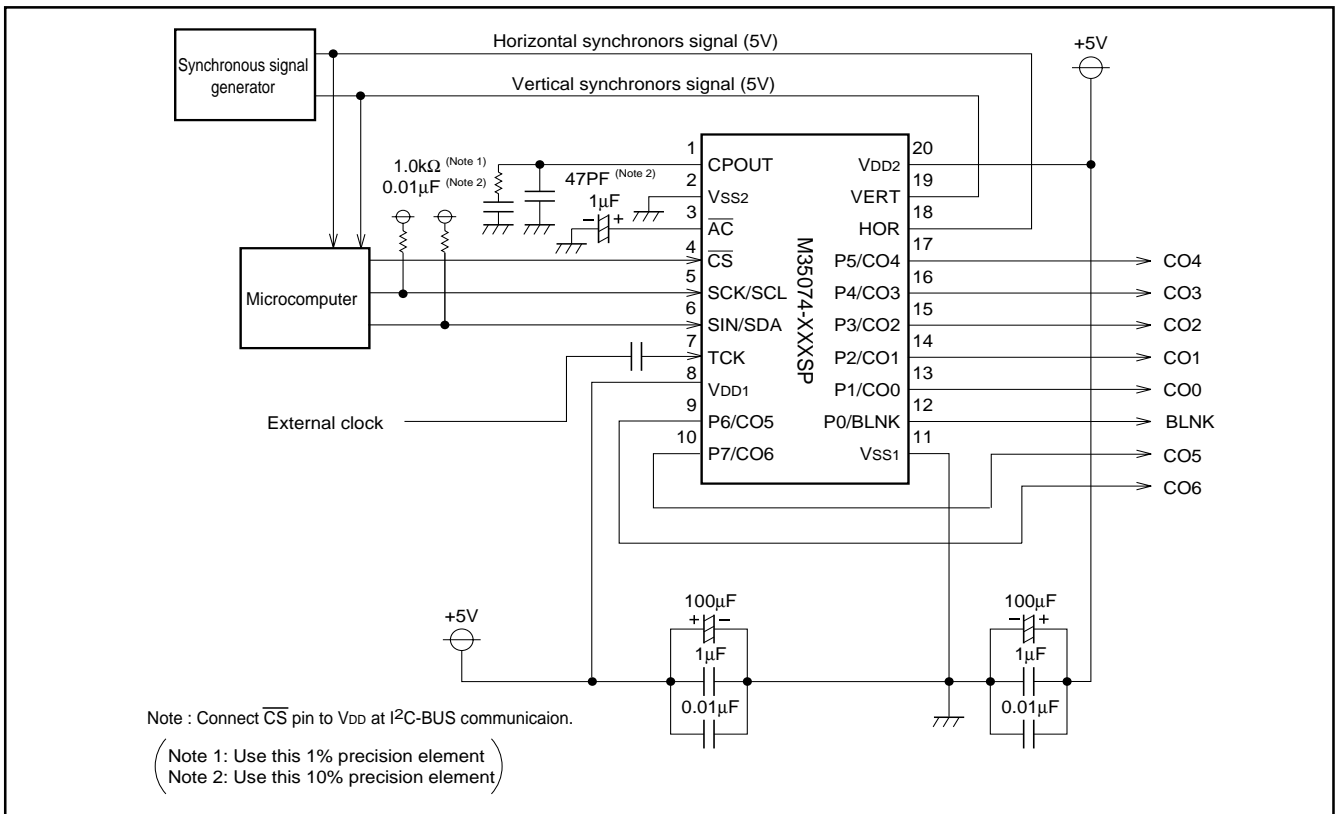 Synchronous signal
generator
Horizontal synchronors signal (5V)
Vertical synchronors signal (5V)
+5V
1.0kΩ (Note 1)
0.01μF (Note 2)
47PF (Note 2)
1μF
− +
Microcomputer
External clock
1
CPOUT
2
VSS2
3
AC
4
CS
5
SCK/SCL
6
SIN/SDA
7
TCK
8
VDD1
9
P6/CO5
10
P7/CO6
M35074-XXXSP
20
VDD2
19
VERT
18
HOR
17
P5/CO4
16
P4/CO3
15
P3/CO2
14
P2/CO1
13
P1/CO0
12
P0/BLNK
11
VSS1
CO4
CO3
CO2
CO1
CO0
BLNK
CO5
CO6
+5V
100μF
+ −
1μF
0.01μF
100μF
− +
1μF
0.01μF
Note : Connect CS pin to VDD at I2C-BUS communicaion.
Note 1: Use this 1% precision element
Note 2: Use this 10% precision element